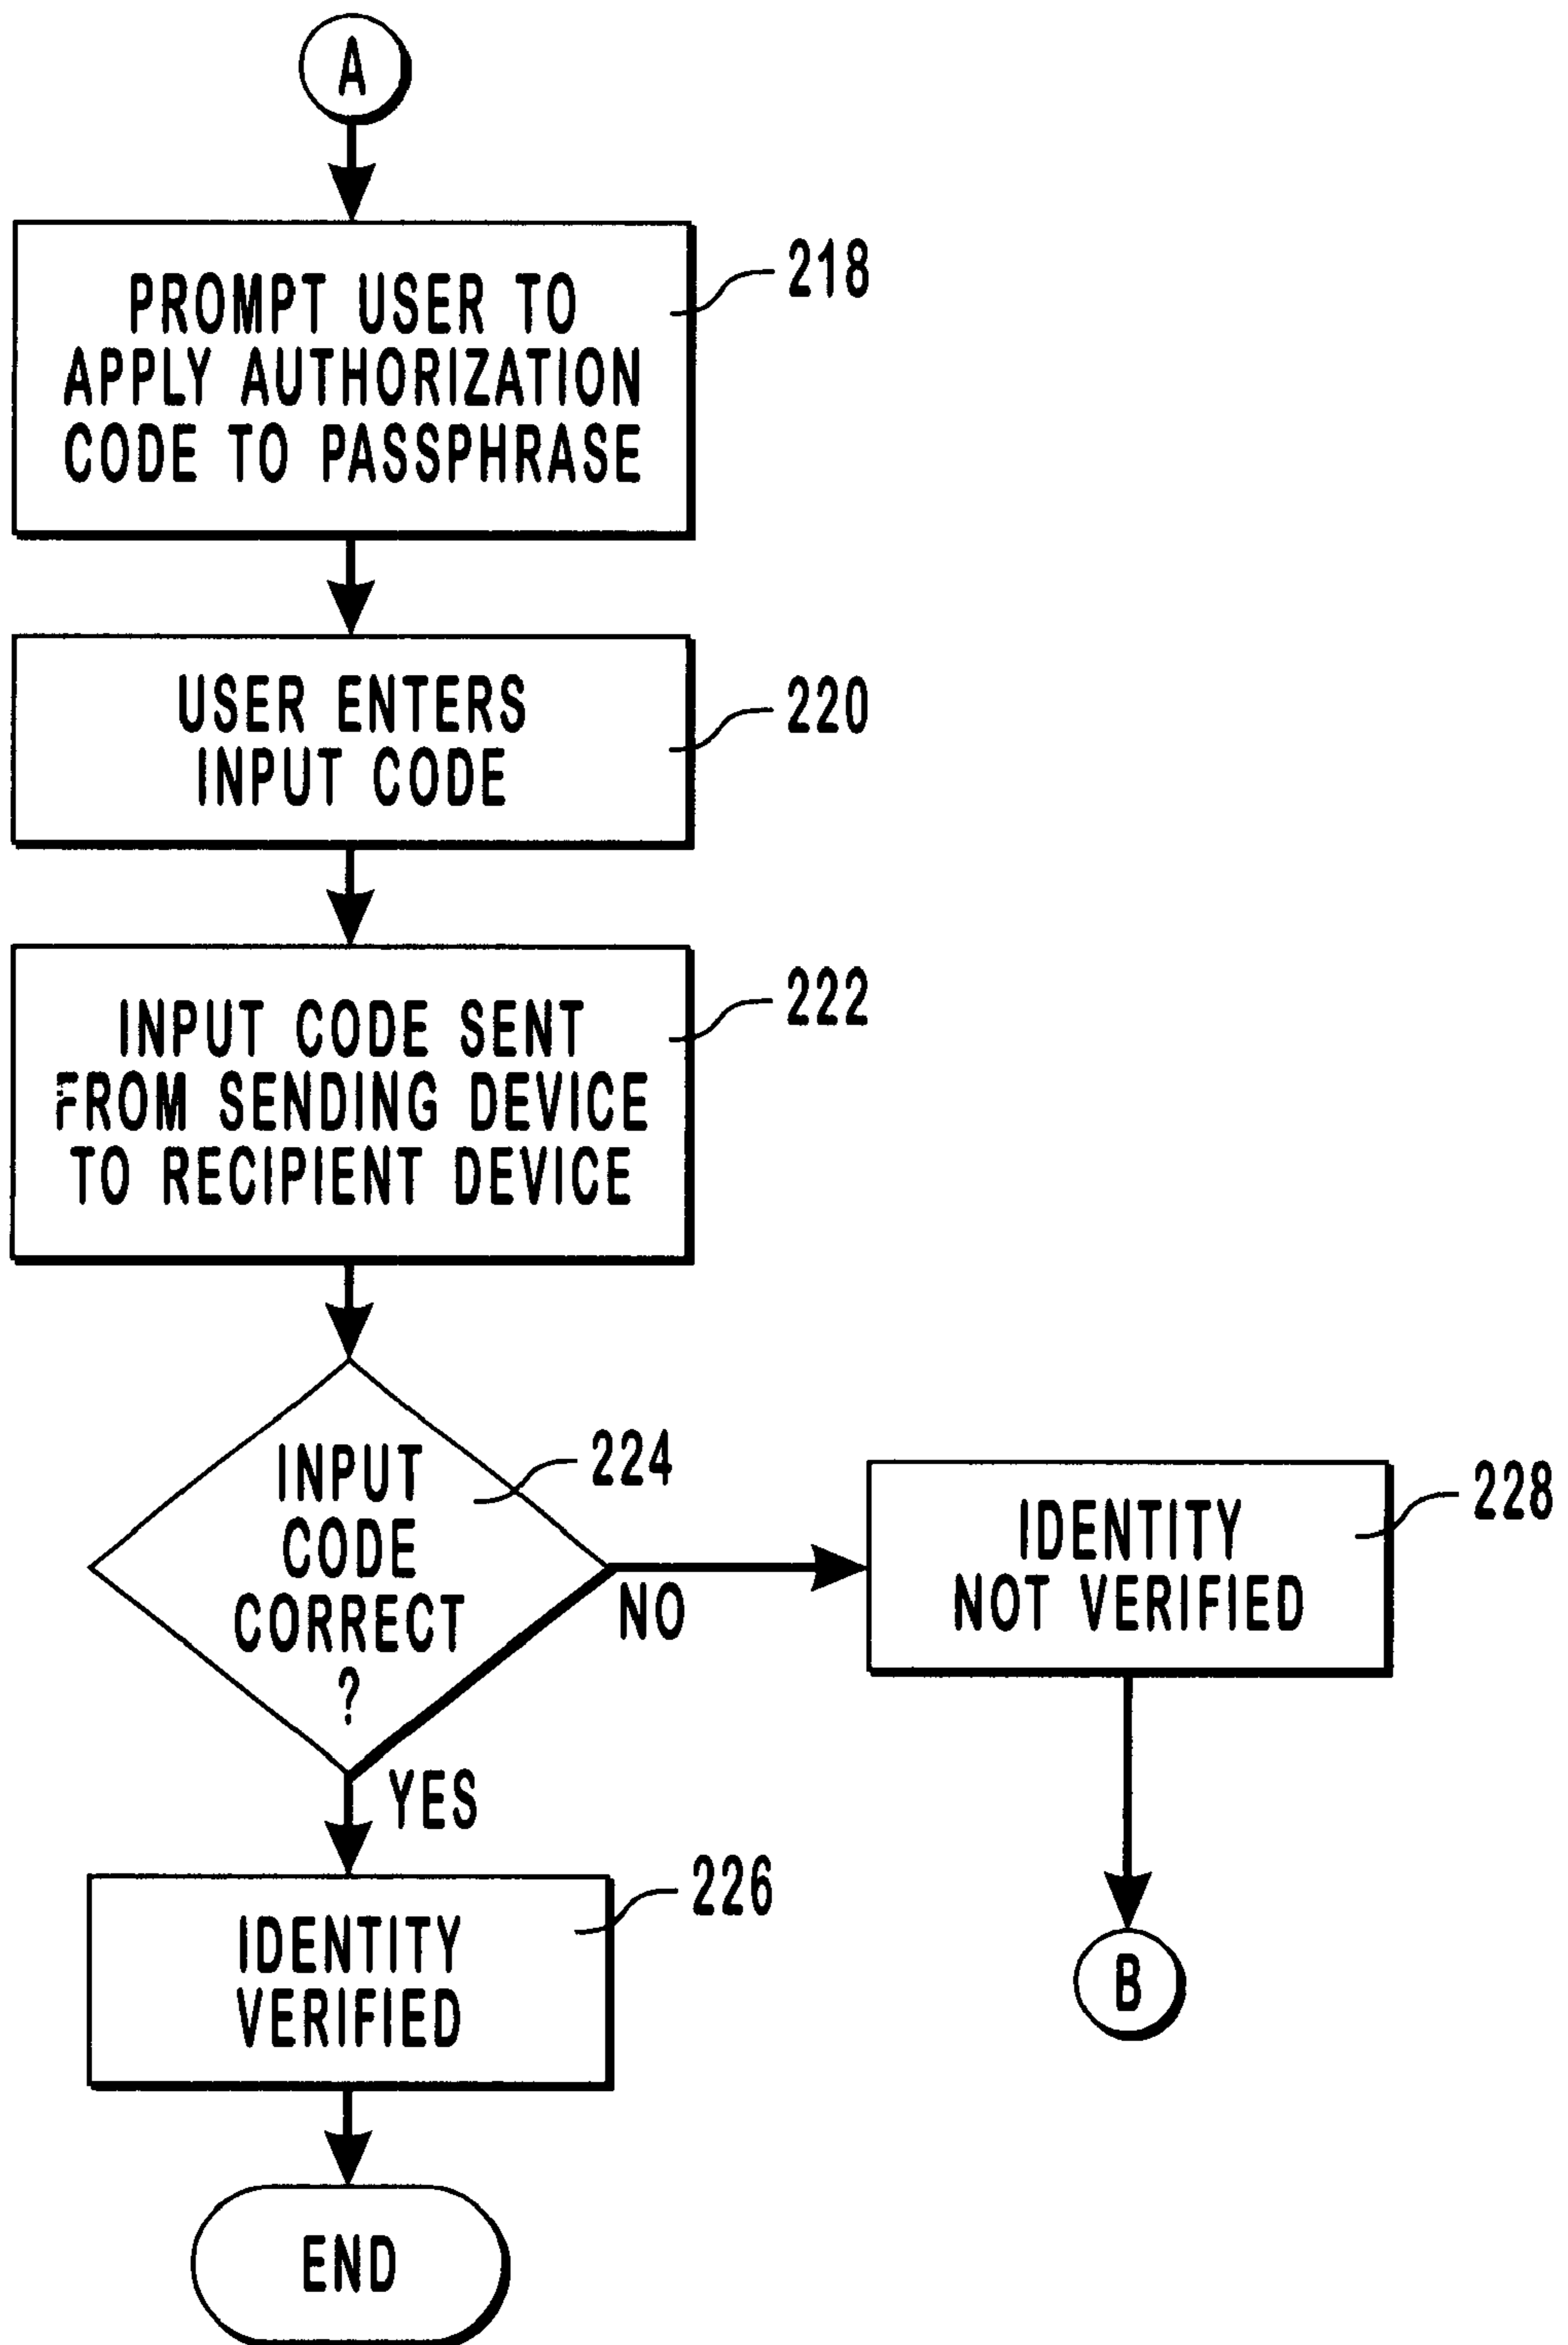 A
PROMPT USER TO
APPLY AUTHORIZATION
CODE TO PASSPHRASE
218
USER ENTERS
INPUT CODE
220
INPUT CODE SENT
FROM SENDING DEVICE
TO RECIPIENT DEVICE
222
INPUT
CODE
CORRECT
?
224
NO
IDENTITY
NOT VERIFIED
228
YES
IDENTITY
VERIFIED
226
B
END